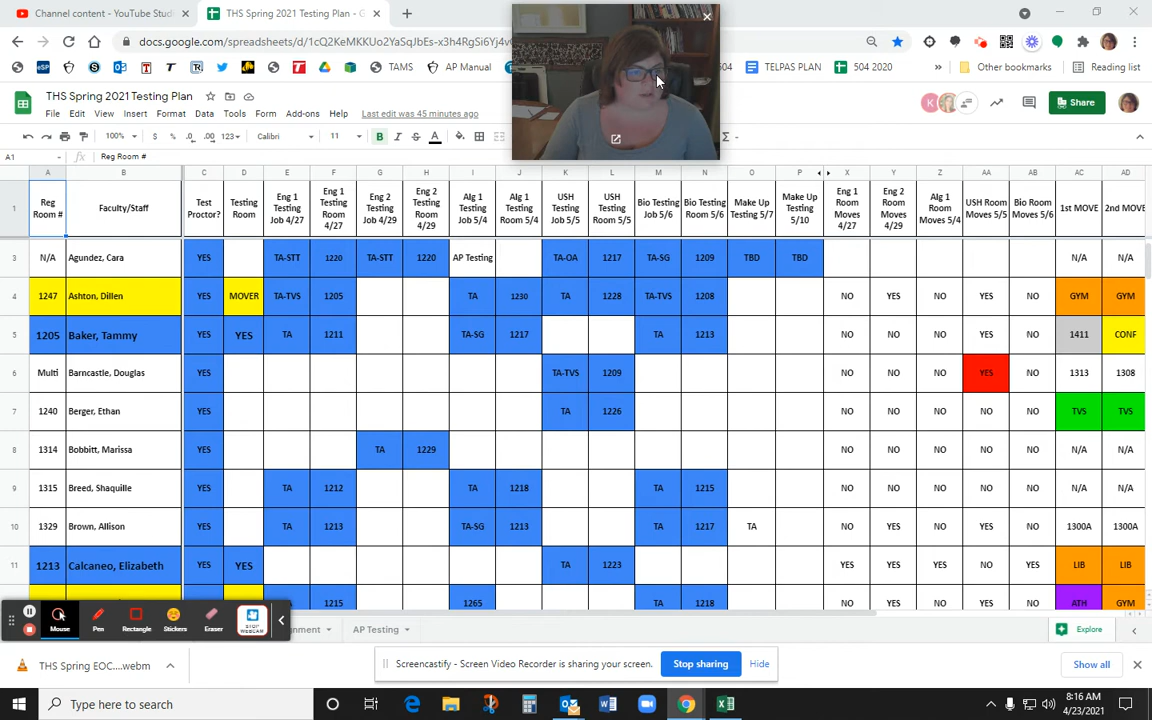 Channel content - YouTube Stud
THS Spring 2021 Testing Plan - G
docs.google.com/spreadsheets/d/1cQ2KeMKKUo2YaSqJbEs-x3h4RgSi6Yj4v
TAMS
AP Manual
504
TELPAS PLAN
504 2020
»
Other bookmarks
Reading list
THS Spring 2021 Testing Plan
File Edit View Insert Format Data Tools Form Add-ons Help Last edit was 45 minutes ago
Share
100% $ % .0 .00 123 Calibri 11 B I S A
A1 fx Reg Room #
A B C D E F G H I J K L M N O P X Y Z AA AB AC AD
1 Reg Room # Faculty/Staff Test Proctor? Testing Room Eng 1 Testing Job 4/27 Eng 1 Testing Room 4/27 Eng 2 Testing Job 4/29 Eng 2 Testing Room 4/29 Alg 1 Testing Job 5/4 Alg 1 Testing Room 5/4 USH Testing Job 5/5 USH Testing Room 5/5 Bio Testing Job 5/6 Bio Testing Room 5/6 Make Up Testing 5/7 Make Up Testing 5/10 Eng 1 Room Moves 4/27 Eng 2 Room Moves 4/29 Alg 1 Room Moves 5/4 USH Room Moves 5/5 Bio Room Moves 5/6 1st MOVE 2nd MOVE
3 N/A Agundez, Cara YES TA-STT 1220 TA-STT 1220 AP Testing TA-OA 1217 TA-SG 1209 TBD TBD N/A N/A
4 1247 Ashton, Dillen YES MOVER TA-TVS 1205 TA 1230 TA 1228 TA-TVS 1208 NO YES NO YES NO GYM GYM
5 1205 Baker, Tammy YES YES TA 1211 TA-SG 1217 TA 1213 NO NO NO YES NO 1411 CONF
6 Multi Barncastle, Douglas YES TA-TVS 1209 NO NO NO YES NO 1313 1308
7 1240 Berger, Ethan YES TA 1226 NO NO NO NO NO TVS TVS
8 1314 Bobbitt, Marissa YES TA 1229 NO NO NO NO NO N/A N/A
9 1315 Breed, Shaquille YES TA 1212 TA 1218 TA 1215 NO NO NO NO NO N/A N/A
10 1329 Brown, Allison YES TA 1213 TA-SG 1213 TA 1217 TA NO YES NO YES NO 1300A 1300A
11 1213 Calcaneo, Elizabeth YES YES TA 1223 YES YES YES NO YES LIB LIB
1215 1265 TA 1218 NO YES NO YES NO ATH GYM
Mouse Pen Rectangle Stickers Eraser STOP WEBCAM
AP Testing
Explore
THS Spring EOC....webm
Screencastify - Screen Video Recorder is sharing your screen. Stop sharing Hide
Show all
Type here to search
8:16 AM
4/23/2021